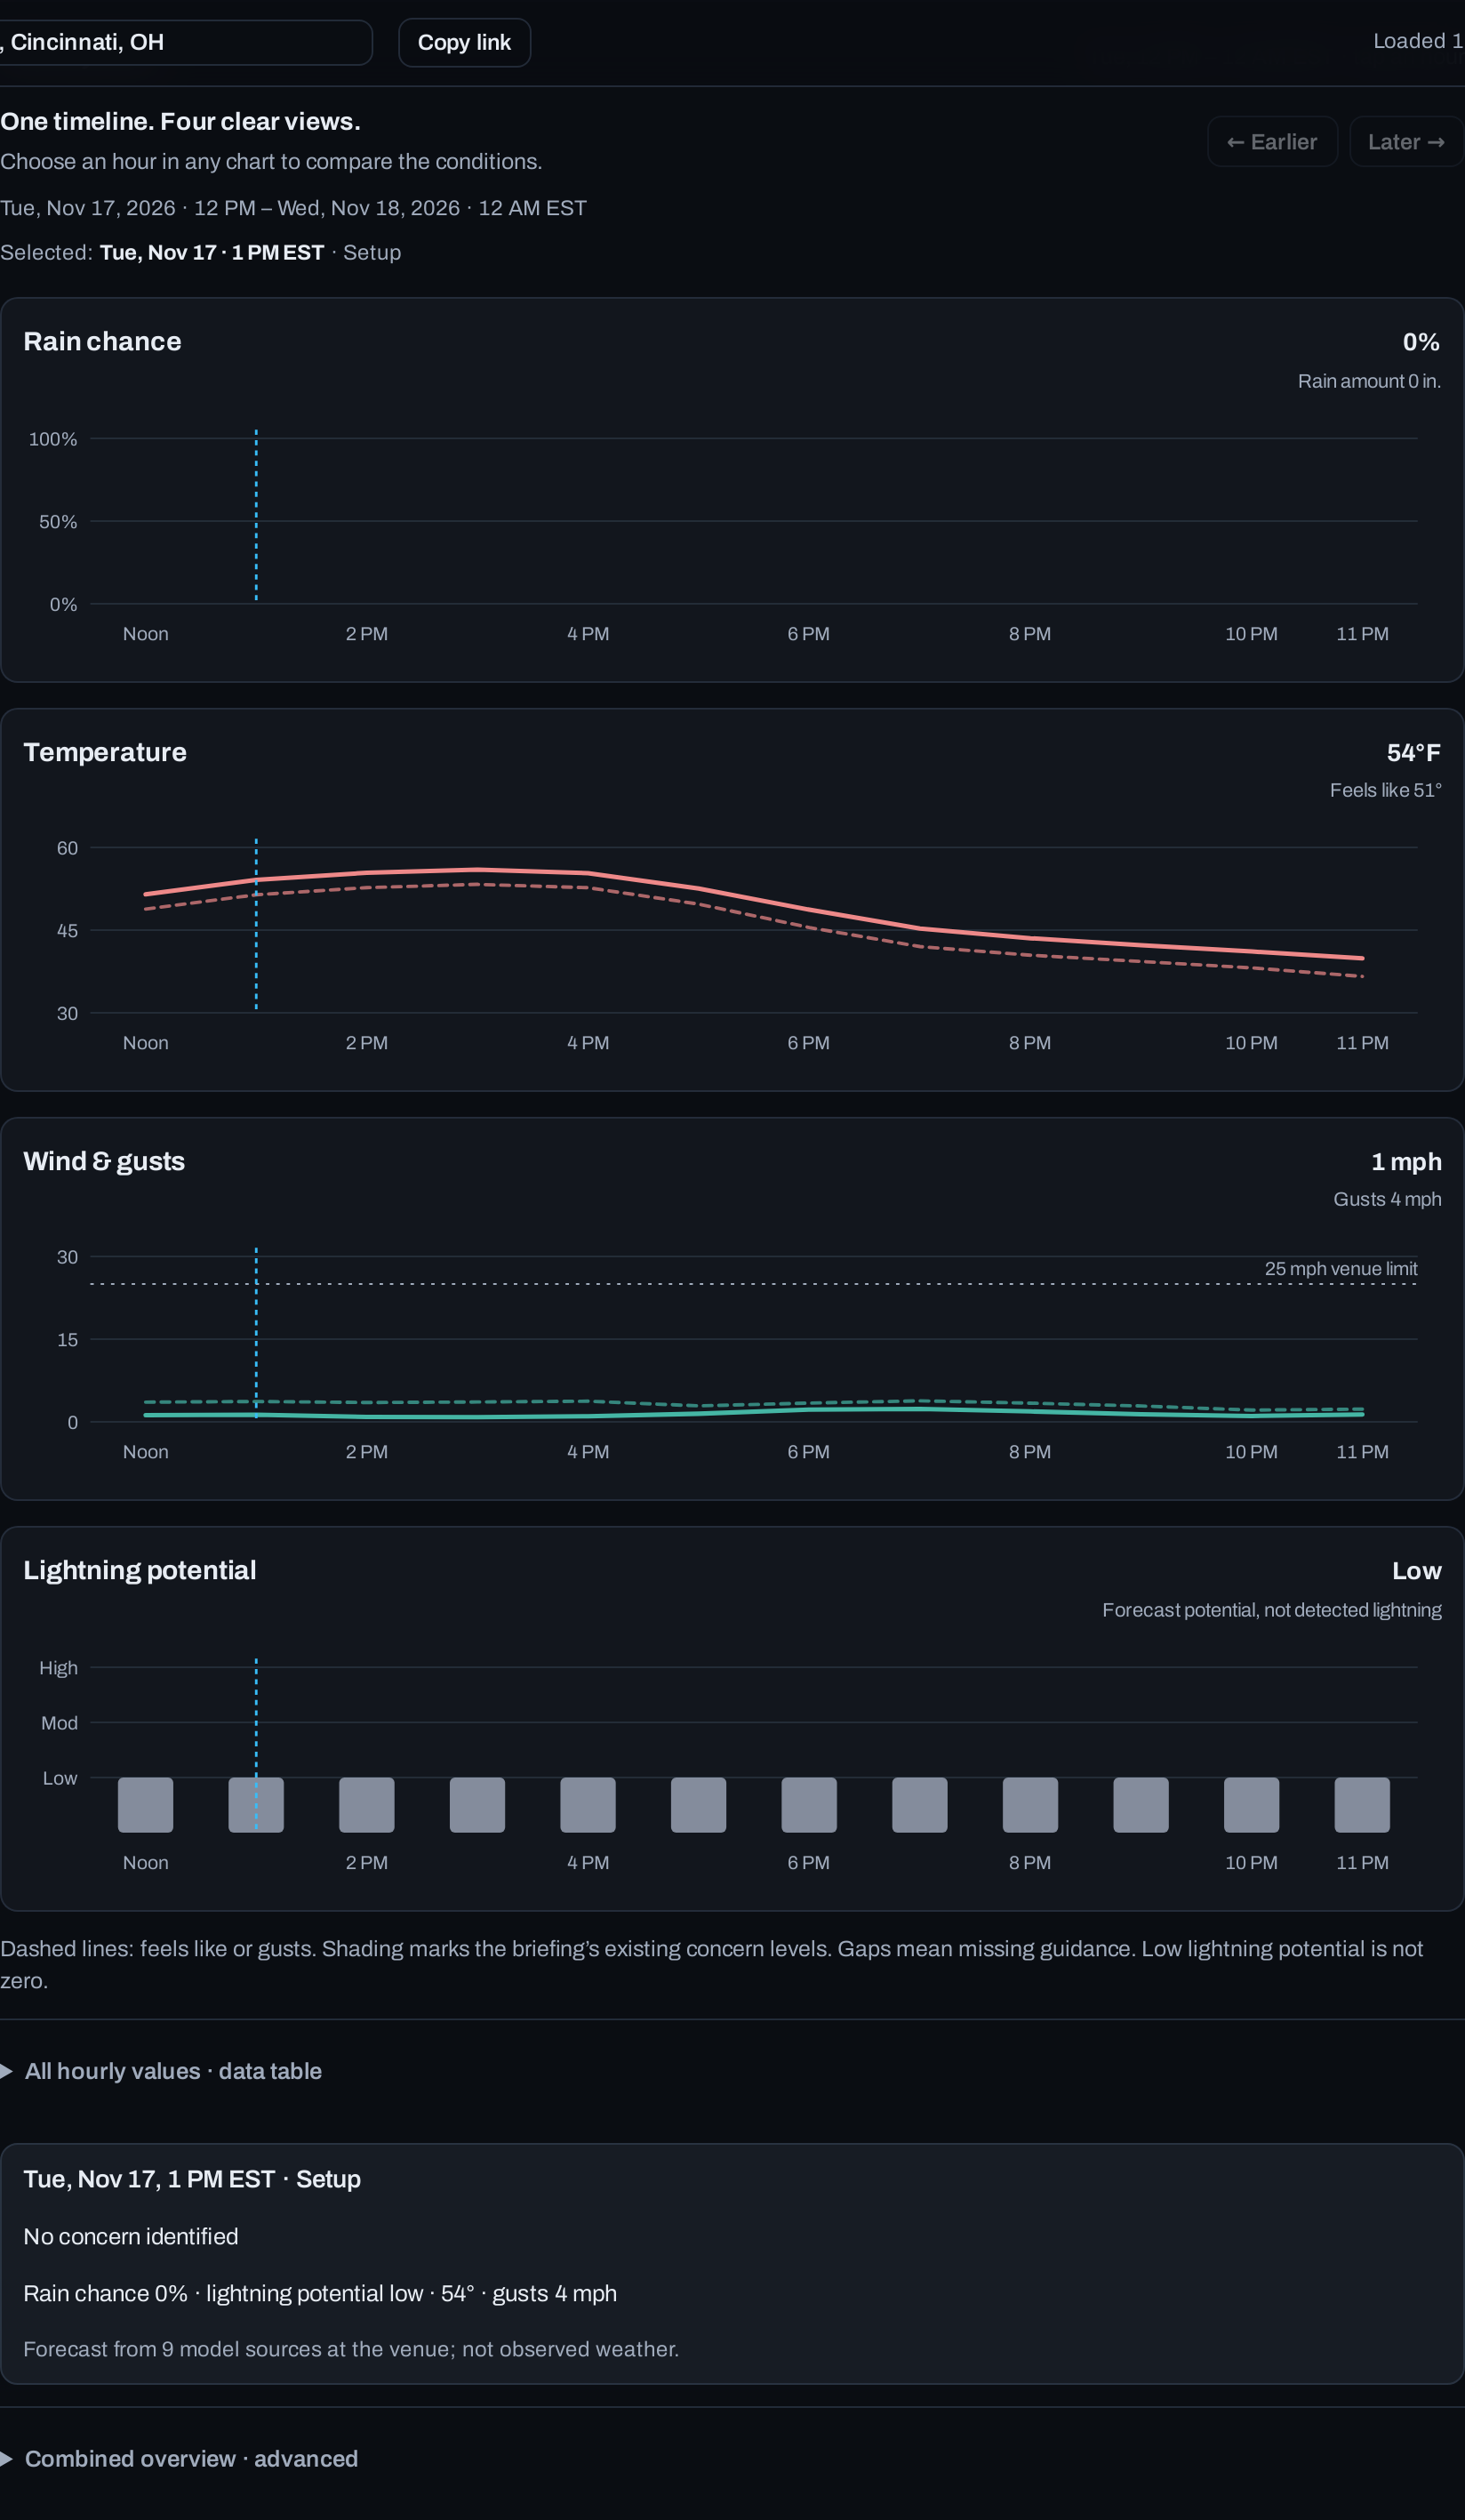 , Cincinnati, OH
Copy link
Loaded 1
One timeline. Four clear views.
Choose an hour in any chart to compare the conditions.
← Earlier
Later →
Tue, Nov 17, 2026 · 12 PM – Wed, Nov 18, 2026 · 12 AM EST
Selected: Tue, Nov 17 · 1 PM EST · Setup
Rain chance
0%
Rain amount 0 in.
100%
50%
0%
Noon 2 PM 4 PM 6 PM 8 PM 10 PM 11 PM
Temperature
54°F
Feels like 51°
60
45
30
Noon 2 PM 4 PM 6 PM 8 PM 10 PM 11 PM
Wind & gusts
1 mph
Gusts 4 mph
30
25 mph venue limit
15
0
Noon 2 PM 4 PM 6 PM 8 PM 10 PM 11 PM
Lightning potential
Low
Forecast potential, not detected lightning
High
Mod
Low
Noon 2 PM 4 PM 6 PM 8 PM 10 PM 11 PM
Dashed lines: feels like or gusts. Shading marks the briefing’s existing concern levels. Gaps mean missing guidance. Low lightning potential is not
zero.
▶ All hourly values · data table
Tue, Nov 17, 1 PM EST · Setup
No concern identified
Rain chance 0% · lightning potential low · 54° · gusts 4 mph
Forecast from 9 model sources at the venue; not observed weather.
▶ Combined overview · advanced